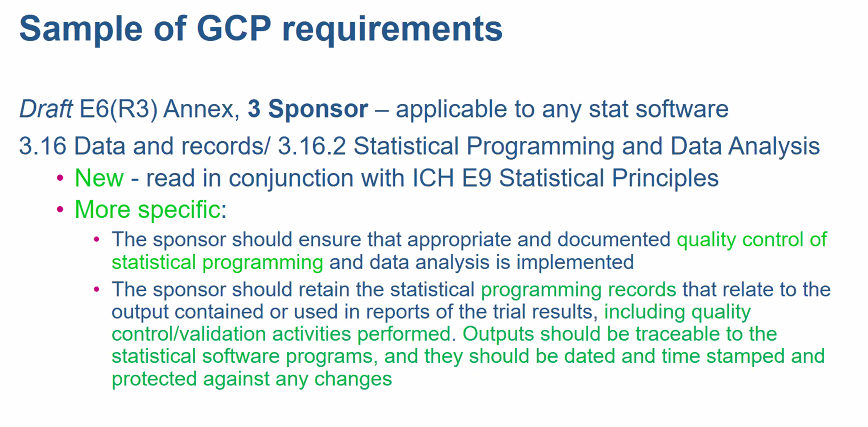 Sample of GCP requirements
Draft E6(R3) Annex, 3 Sponsor – applicable to any stat software
3.16 Data and records/ 3.16.2 Statistical Programming and Data Analysis
• New - read in conjunction with ICH E9 Statistical Principles
• More specific:
• The sponsor should ensure that appropriate and documented quality control of
statistical programming and data analysis is implemented
• The sponsor should retain the statistical programming records that relate to the
output contained or used in reports of the trial results, including quality
control/validation activities performed. Outputs should be traceable to the
statistical software programs, and they should be dated and time stamped and
protected against any changes